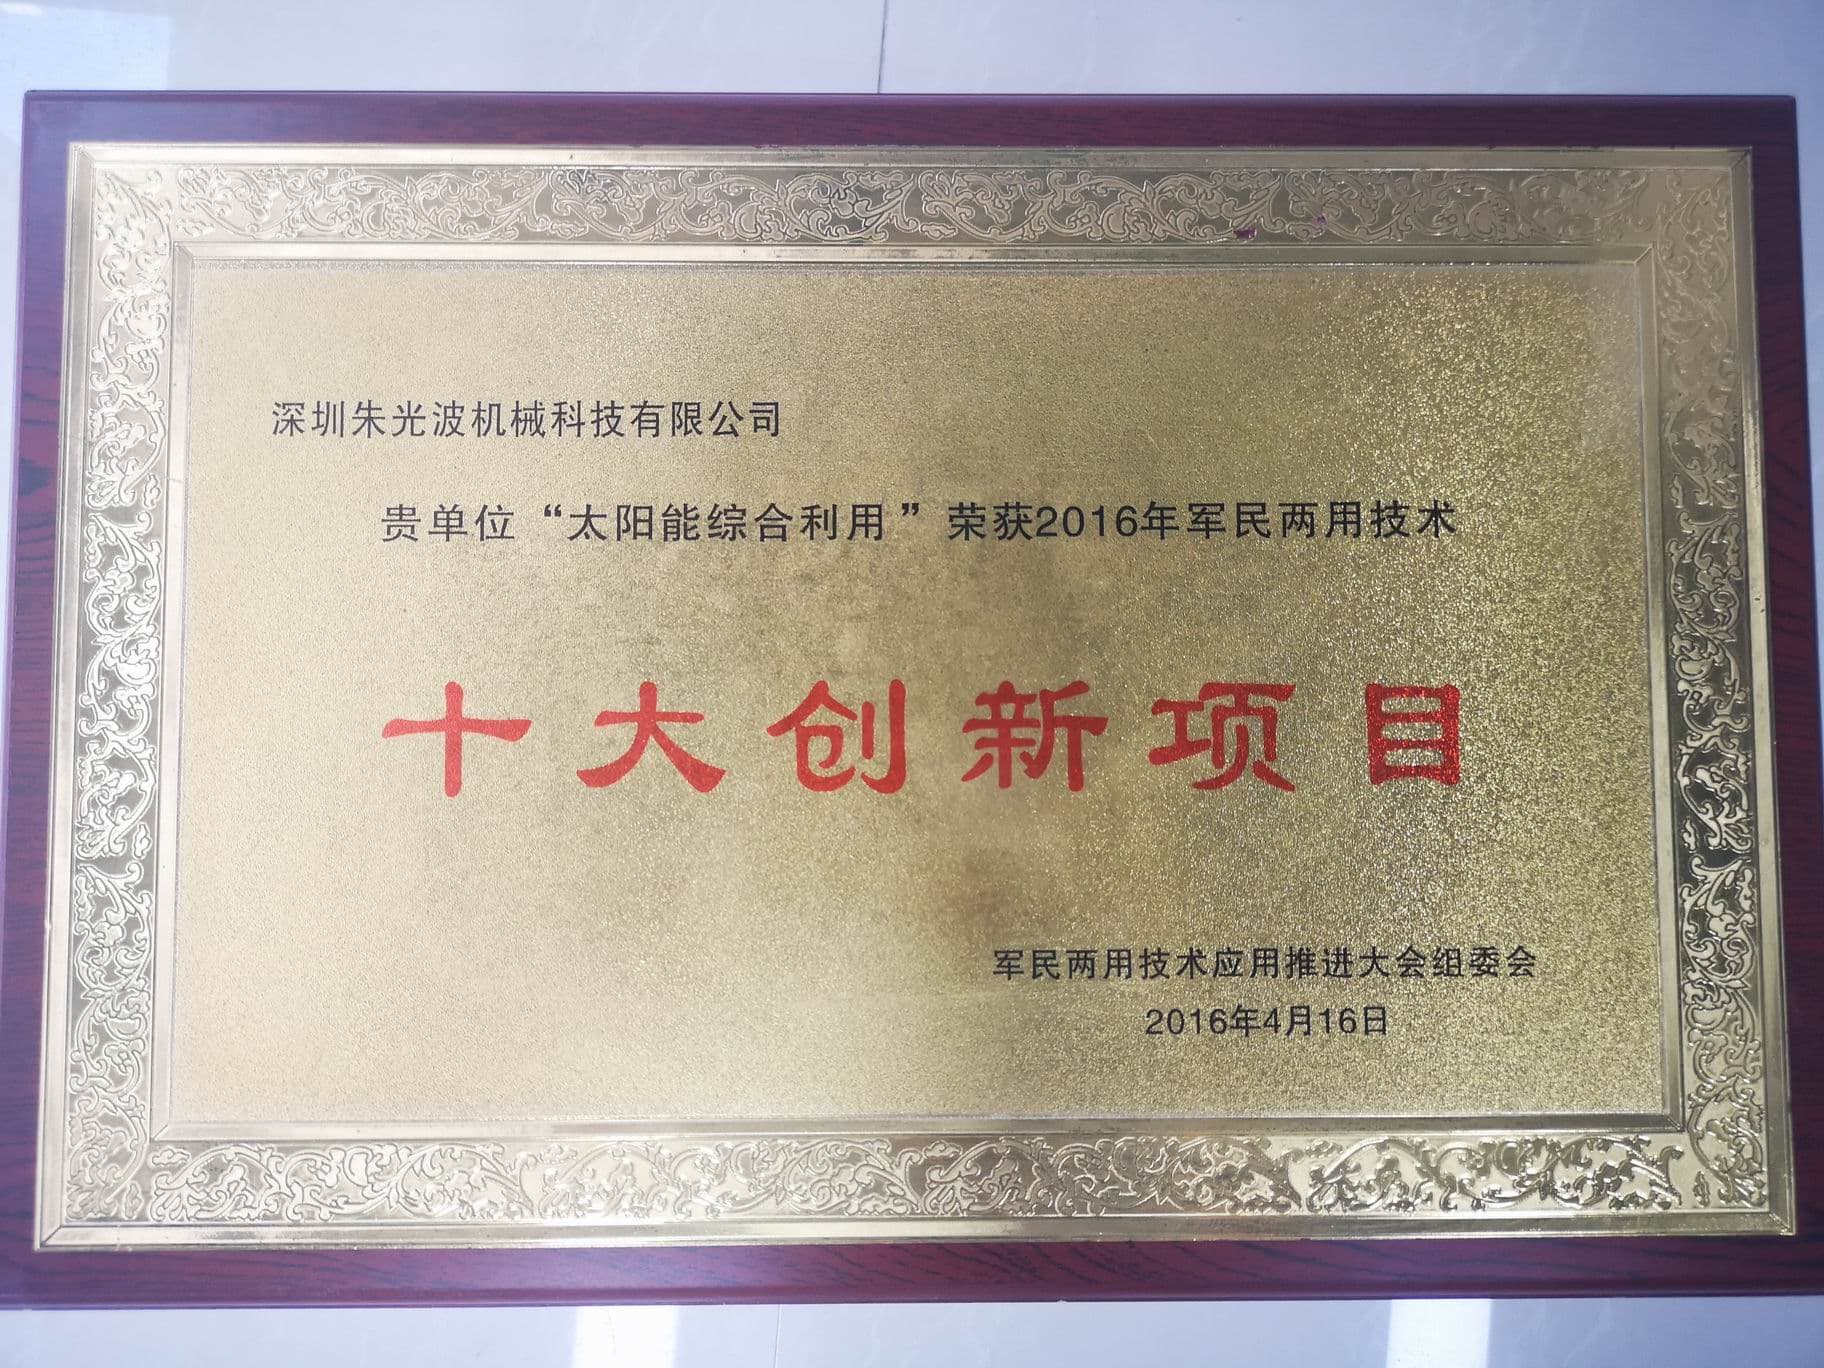 深圳朱光波机械科技有限公司
贵单位“太阳能综合利用”荣获2016年军民两用技术
十大创新项目
军民两用技术应用推进大会组委会
2016年4月16日